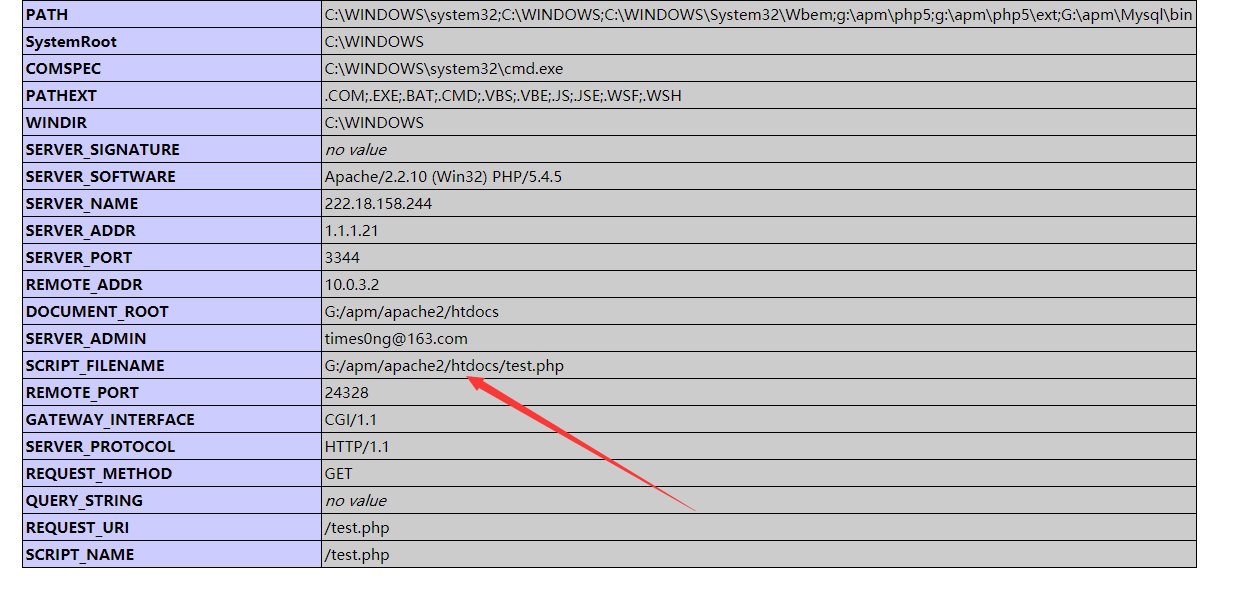 PATH C:\WINDOWS\system32;C:\WINDOWS;C:\WINDOWS\System32\Wbem;g:\apm\php5;g:\apm\php5\ext;G:\apm\Mysql\bin
SystemRoot C:\WINDOWS
COMSPEC C:\WINDOWS\system32\cmd.exe
PATHEXT .COM;.EXE;.BAT;.CMD;.VBS;.VBE;.JS;.JSE;.WSF;.WSH
WINDIR C:\WINDOWS
SERVER_SIGNATURE no value
SERVER_SOFTWARE Apache/2.2.10 (Win32) PHP/5.4.5
SERVER_NAME 222.18.158.244
SERVER_ADDR 1.1.1.21
SERVER_PORT 3344
REMOTE_ADDR 10.0.3.2
DOCUMENT_ROOT G:/apm/apache2/htdocs
SERVER_ADMIN times0ng@163.com
SCRIPT_FILENAME G:/apm/apache2/htdocs/test.php
REMOTE_PORT 24328
GATEWAY_INTERFACE CGI/1.1
SERVER_PROTOCOL HTTP/1.1
REQUEST_METHOD GET
QUERY_STRING no value
REQUEST_URI /test.php
SCRIPT_NAME /test.php